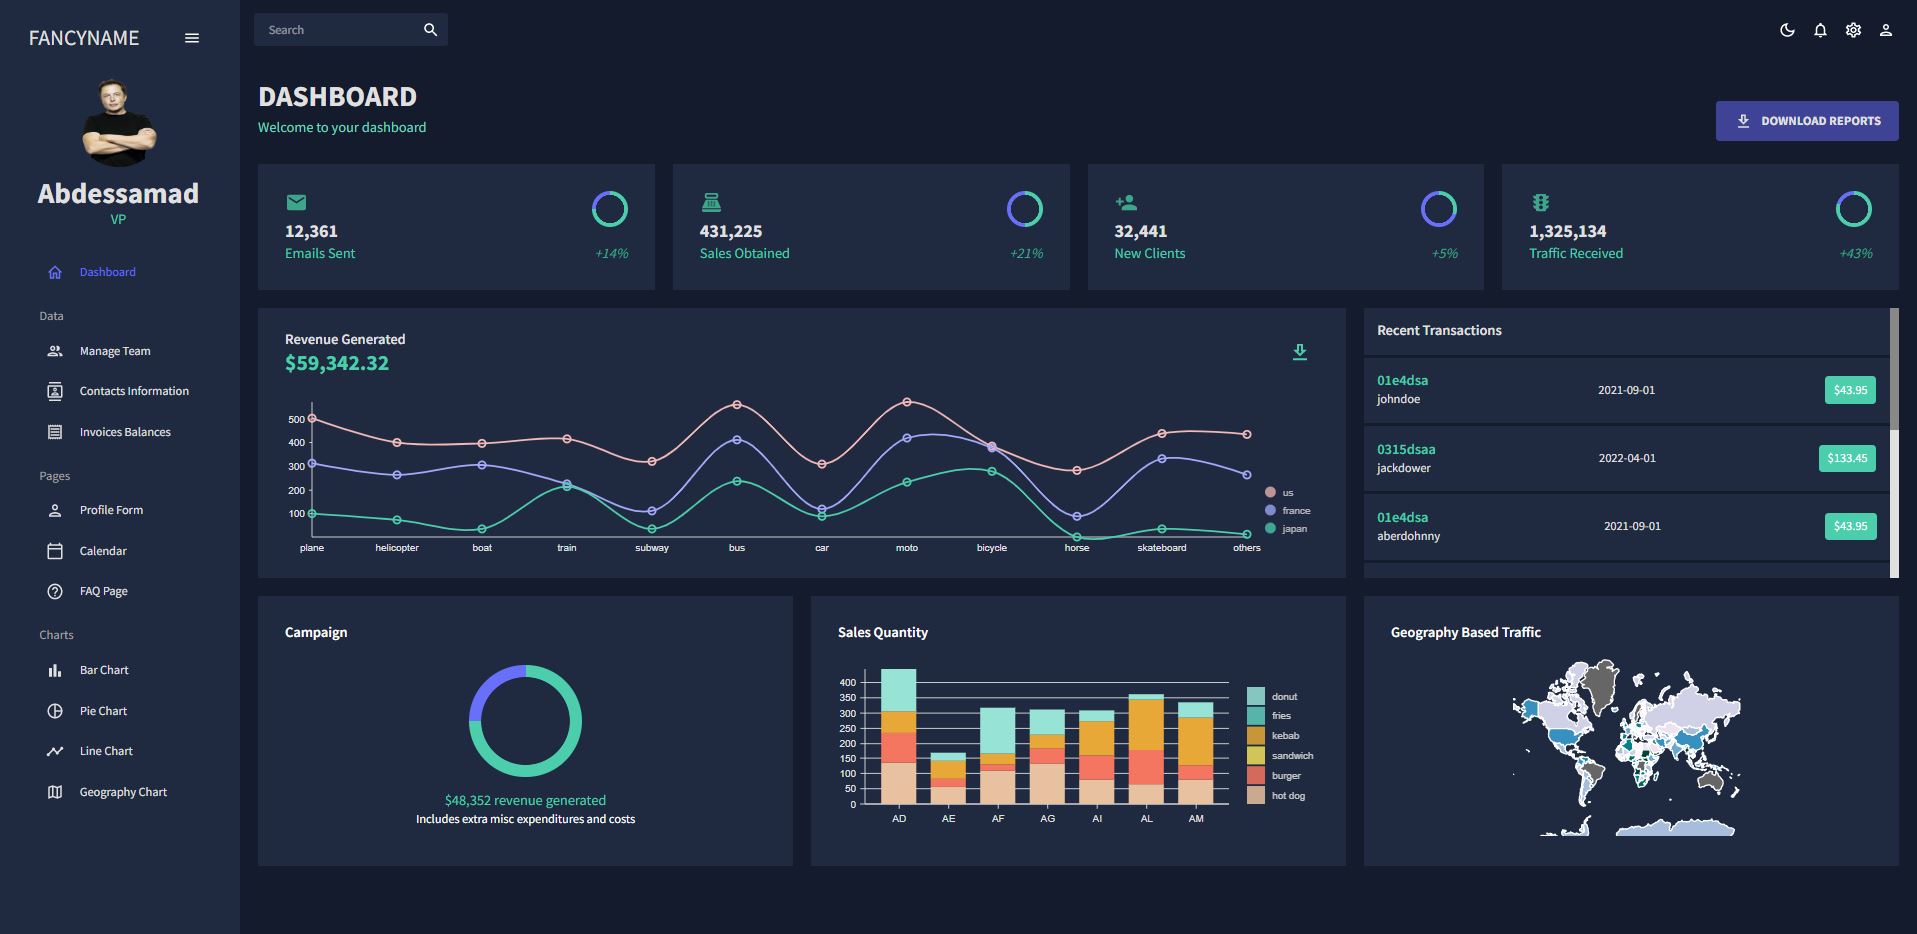 FANCYNAME
Abdessamad
VP
Dashboard
Data
Manage Team
Contacts Information
Invoices Balances
Pages
Profile Form
Calendar
FAQ Page
Charts
Bar Chart
Pie Chart
Line Chart
Geography Chart
Search
DASHBOARD
Welcome to your dashboard
DOWNLOAD REPORTS
12,361
Emails Sent
+14%
431,225
Sales Obtained
+21%
32,441
New Clients
+5%
1,325,134
Traffic Received
+43%
Revenue Generated
$59,342.32
500
400
300
200
100
plane helicopter boat train subway bus car moto bicycle horse skateboard others
us
france
japan
Recent Transactions
01e4dsa
johndoe
2021-09-01
$43.95
0315dsaa
jackdower
2022-04-01
$133.45
01e4dsa
aberdohnny
2021-09-01
$43.95
Campaign
$48,352 revenue generated
Includes extra misc expenditures and costs
Sales Quantity
400
350
300
250
200
150
100
50
0
AD AE AF AG AI AL AM
donut
fries
kebab
sandwich
burger
hot dog
Geography Based Traffic